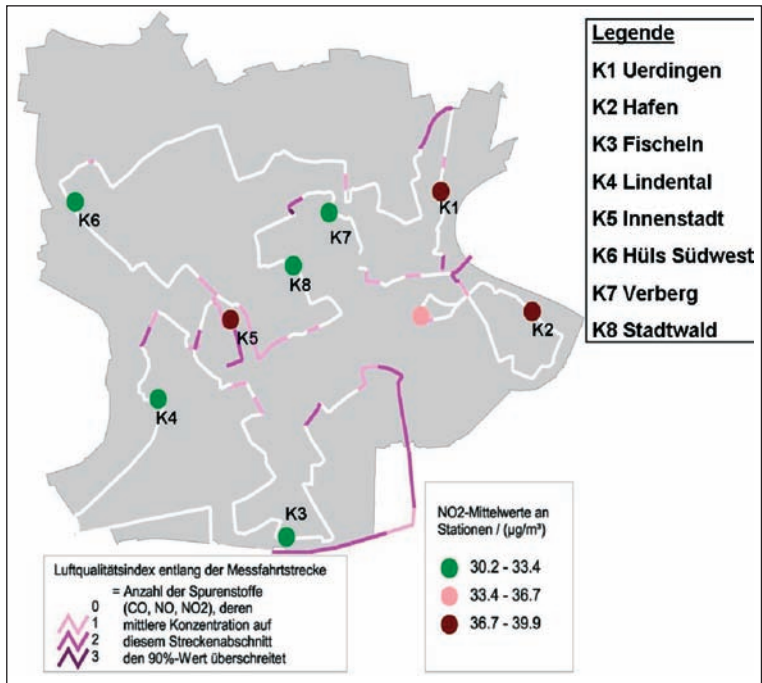 Legende
K1 Uerdingen
K2 Hafen
K3 Fischeln
K4 Lindental
K5 Innenstadt
K6 Hüls Südwest
K7 Verberg
K8 Stadtwald
K1
K6
K7
K8
K5
K2
K4
K3
NO2-Mittelwerte an
Stationen / (µg/m³)
30.2 - 33.4
33.4 - 36.7
36.7 - 39.9
Luftqualitätsindex entlang der Messfahrtstrecke
= Anzahl der Spurenstoffe
0 (CO, NO, NO2), deren
1 mittlere Konzentration auf
2 diesem Streckenabschnitt
3 den 90%-Wert überschreitet